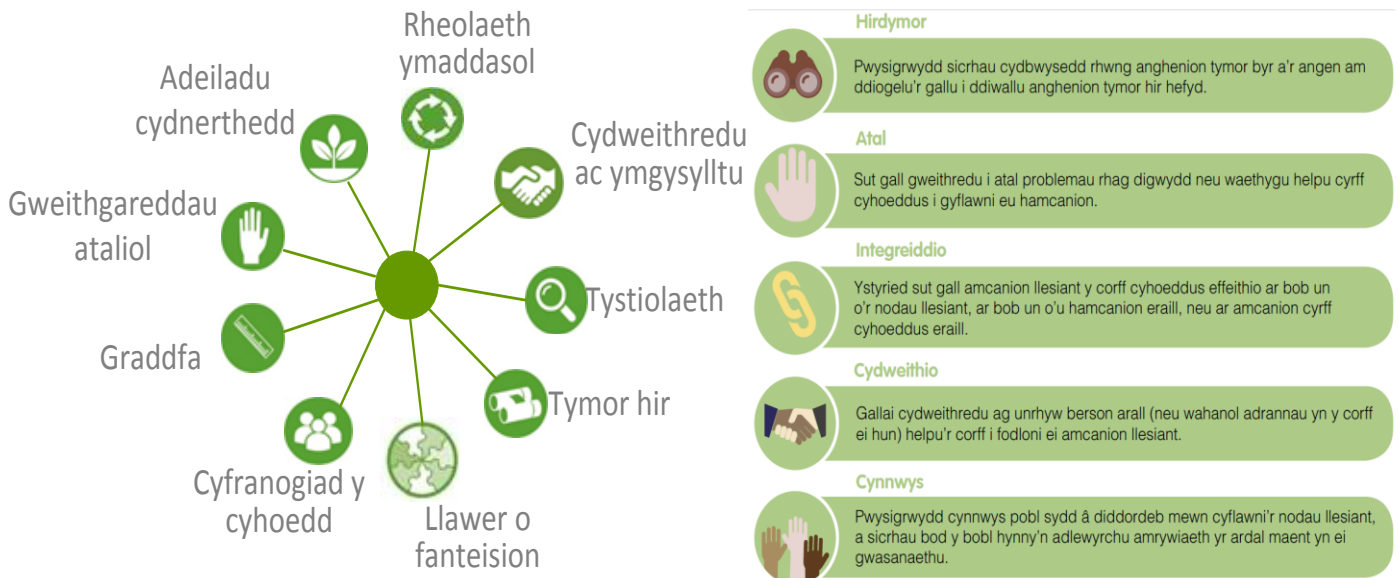 Rheolaeth
ymaddasol
Adeiladu
cydnerthedd
Cydweithredu
ac ymgysylltu
Gweithgareddau
ataliol
Tystiolaeth
Graddfa
Tymor hir
Cyfranogiad y
cyhoedd
Llawer o
fanteision
Hirdymor
Pwysigrwydd sicrhau cydbwysedd rhwng anghenion tymor byr a'r angen am
ddiogelu'r gallu i ddiwallu anghenion tymor hir hefyd.
Atal
Sut gall gweithredu i atal problemau rhag digwydd neu waethygu helpu cyrff
cyhoeddus i gyflawni eu hamcanion.
Integreiddio
Ystyried sut gall amcanion llesiant y corff cyhoeddus effeithio ar bob un
o'r nodau llesiant, ar bob un o'u hamcanion eraill, neu ar amcanion cyrff
cyhoeddus eraill.
Cydweithio
Gallai cydweithredu ag unrhyw berson arall (neu wahanol adrannau yn y corff
ei hun) helpu'r corff i fodloni ei amcanion llesiant.
Cynnwys
Pwysigrwydd cynnwys pobl sydd â diddordeb mewn cyflawni'r nodau llesiant,
a sicrhau bod y bobl hynny'n adlewyrchu amrywiaeth yr ardal maent yn ei
gwasanaethu.